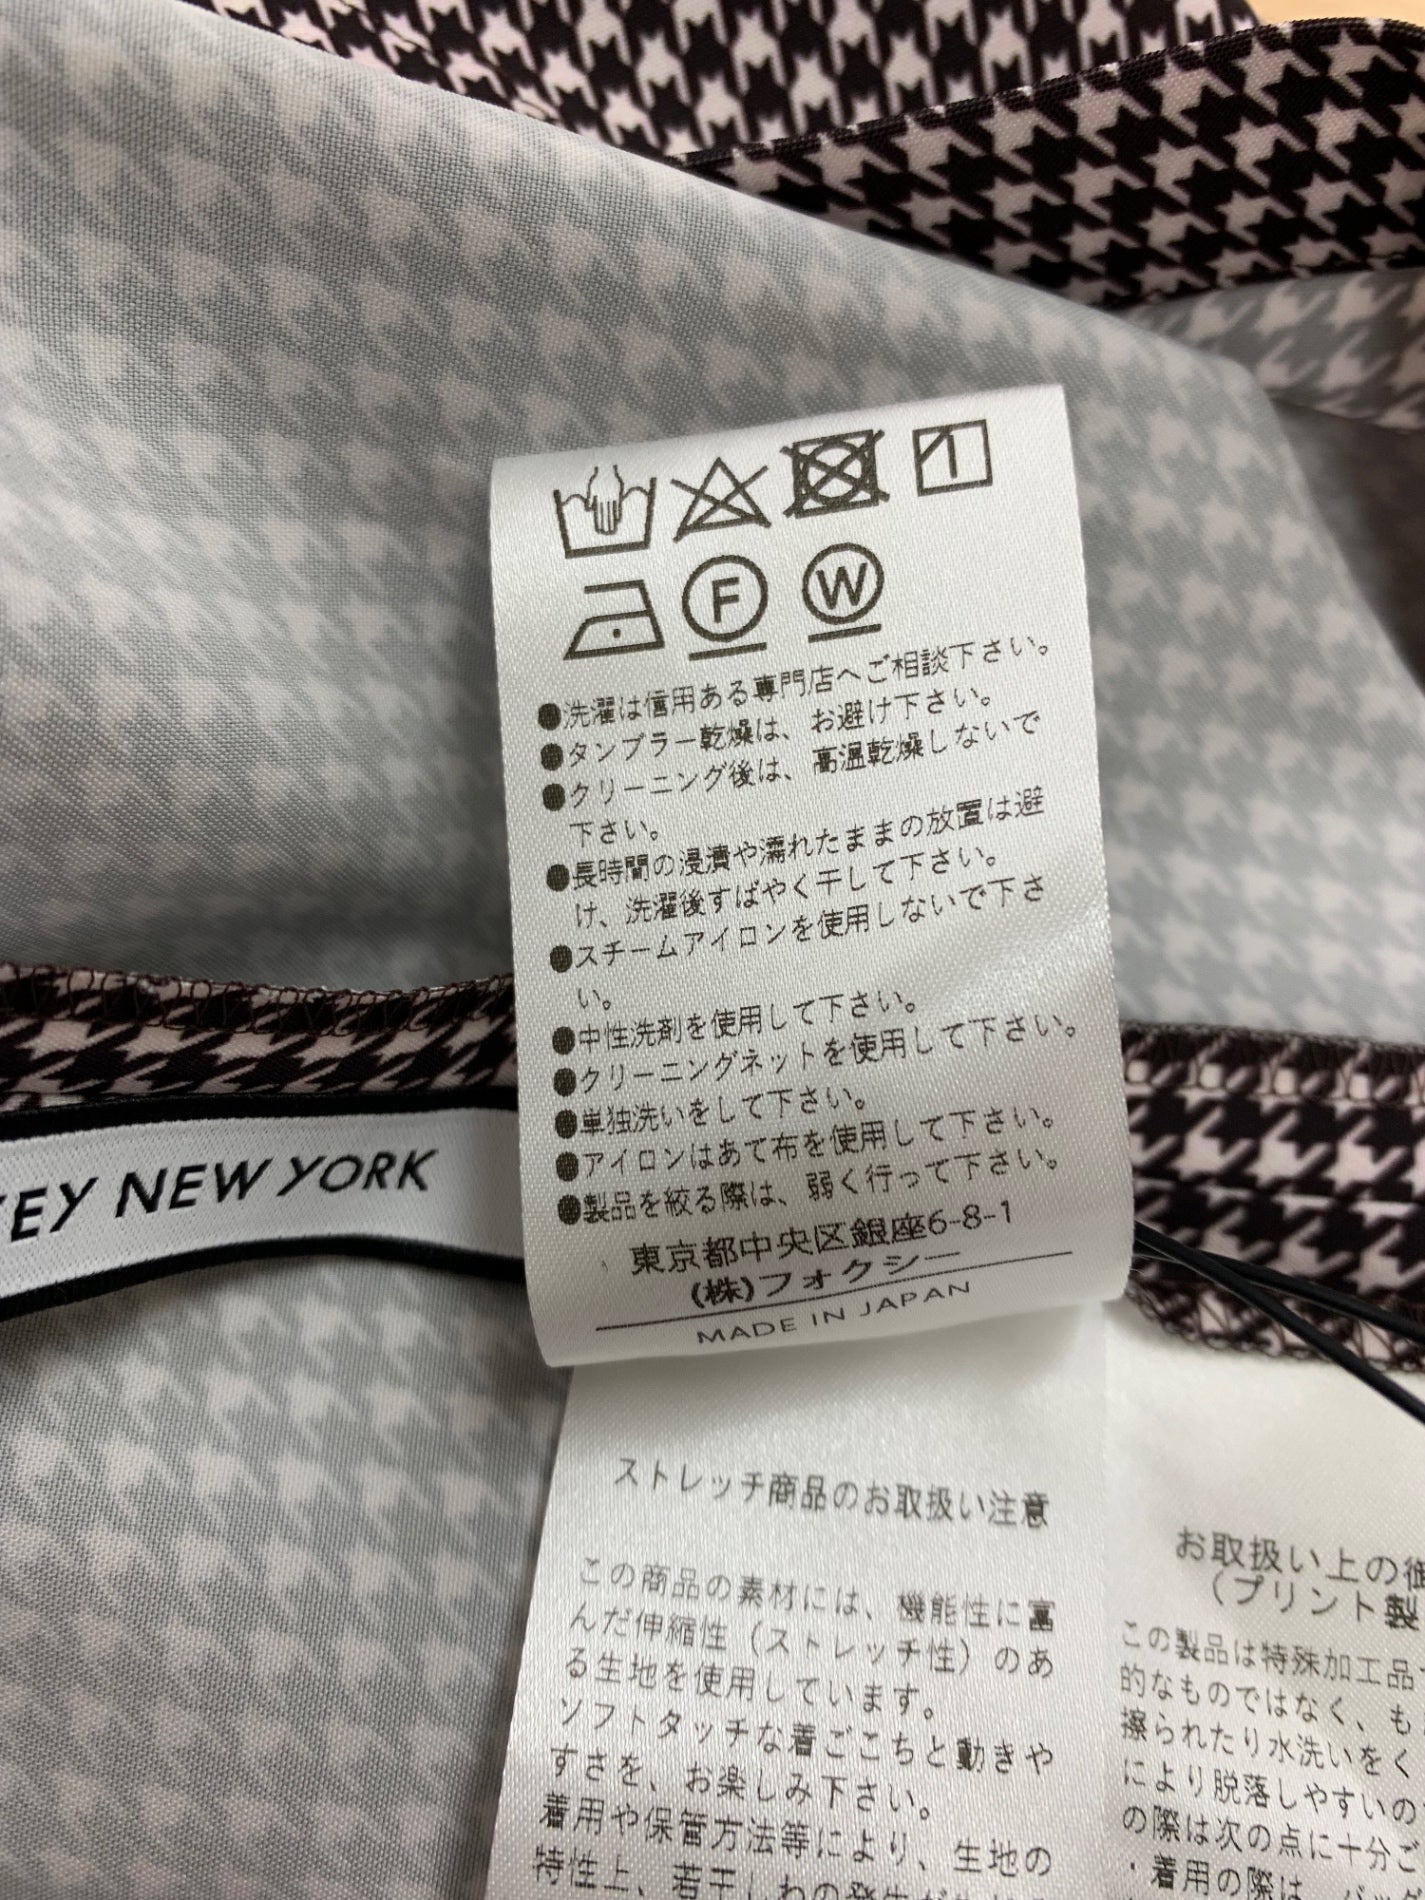 F W
●洗濯は信用ある専門店へご相談下さい。
●タンブラー乾燥は、お避け下さい。
●クリーニング後は、高温乾燥しないで
下さい。
●長時間の浸漬や濡れたままの放置は避
け、洗濯後すばやく干して下さい。
●スチームアイロンを使用しないで下さ
い。
●中性洗剤を使用して下さい。
●クリーニングネットを使用して下さい。
●単独洗いをして下さい。
●アイロンはあて布を使用して下さい。
●製品を絞る際は、弱く行って下さい。
東京都中央区銀座6-8-1
(株)フォクシー
MADE IN JAPAN
EY NEW YORK
ストレッチ商品のお取扱い注意
この商品の素材には、機能性に富
んだ伸縮性（ストレッチ性）のあ
る生地を使用しています。
ソフトタッチな着ごこちと動きや
すさを、お楽しみ下さい。
着用や保管方法等により、生地の
特性上、若干しわの発生が
お取扱い上の御
（プリント製
この製品は特殊加工品
的なものではなく、も
擦られたり水洗いをく
により脱落しやすいの
の際は次の点に十分ご
・着用の際は、